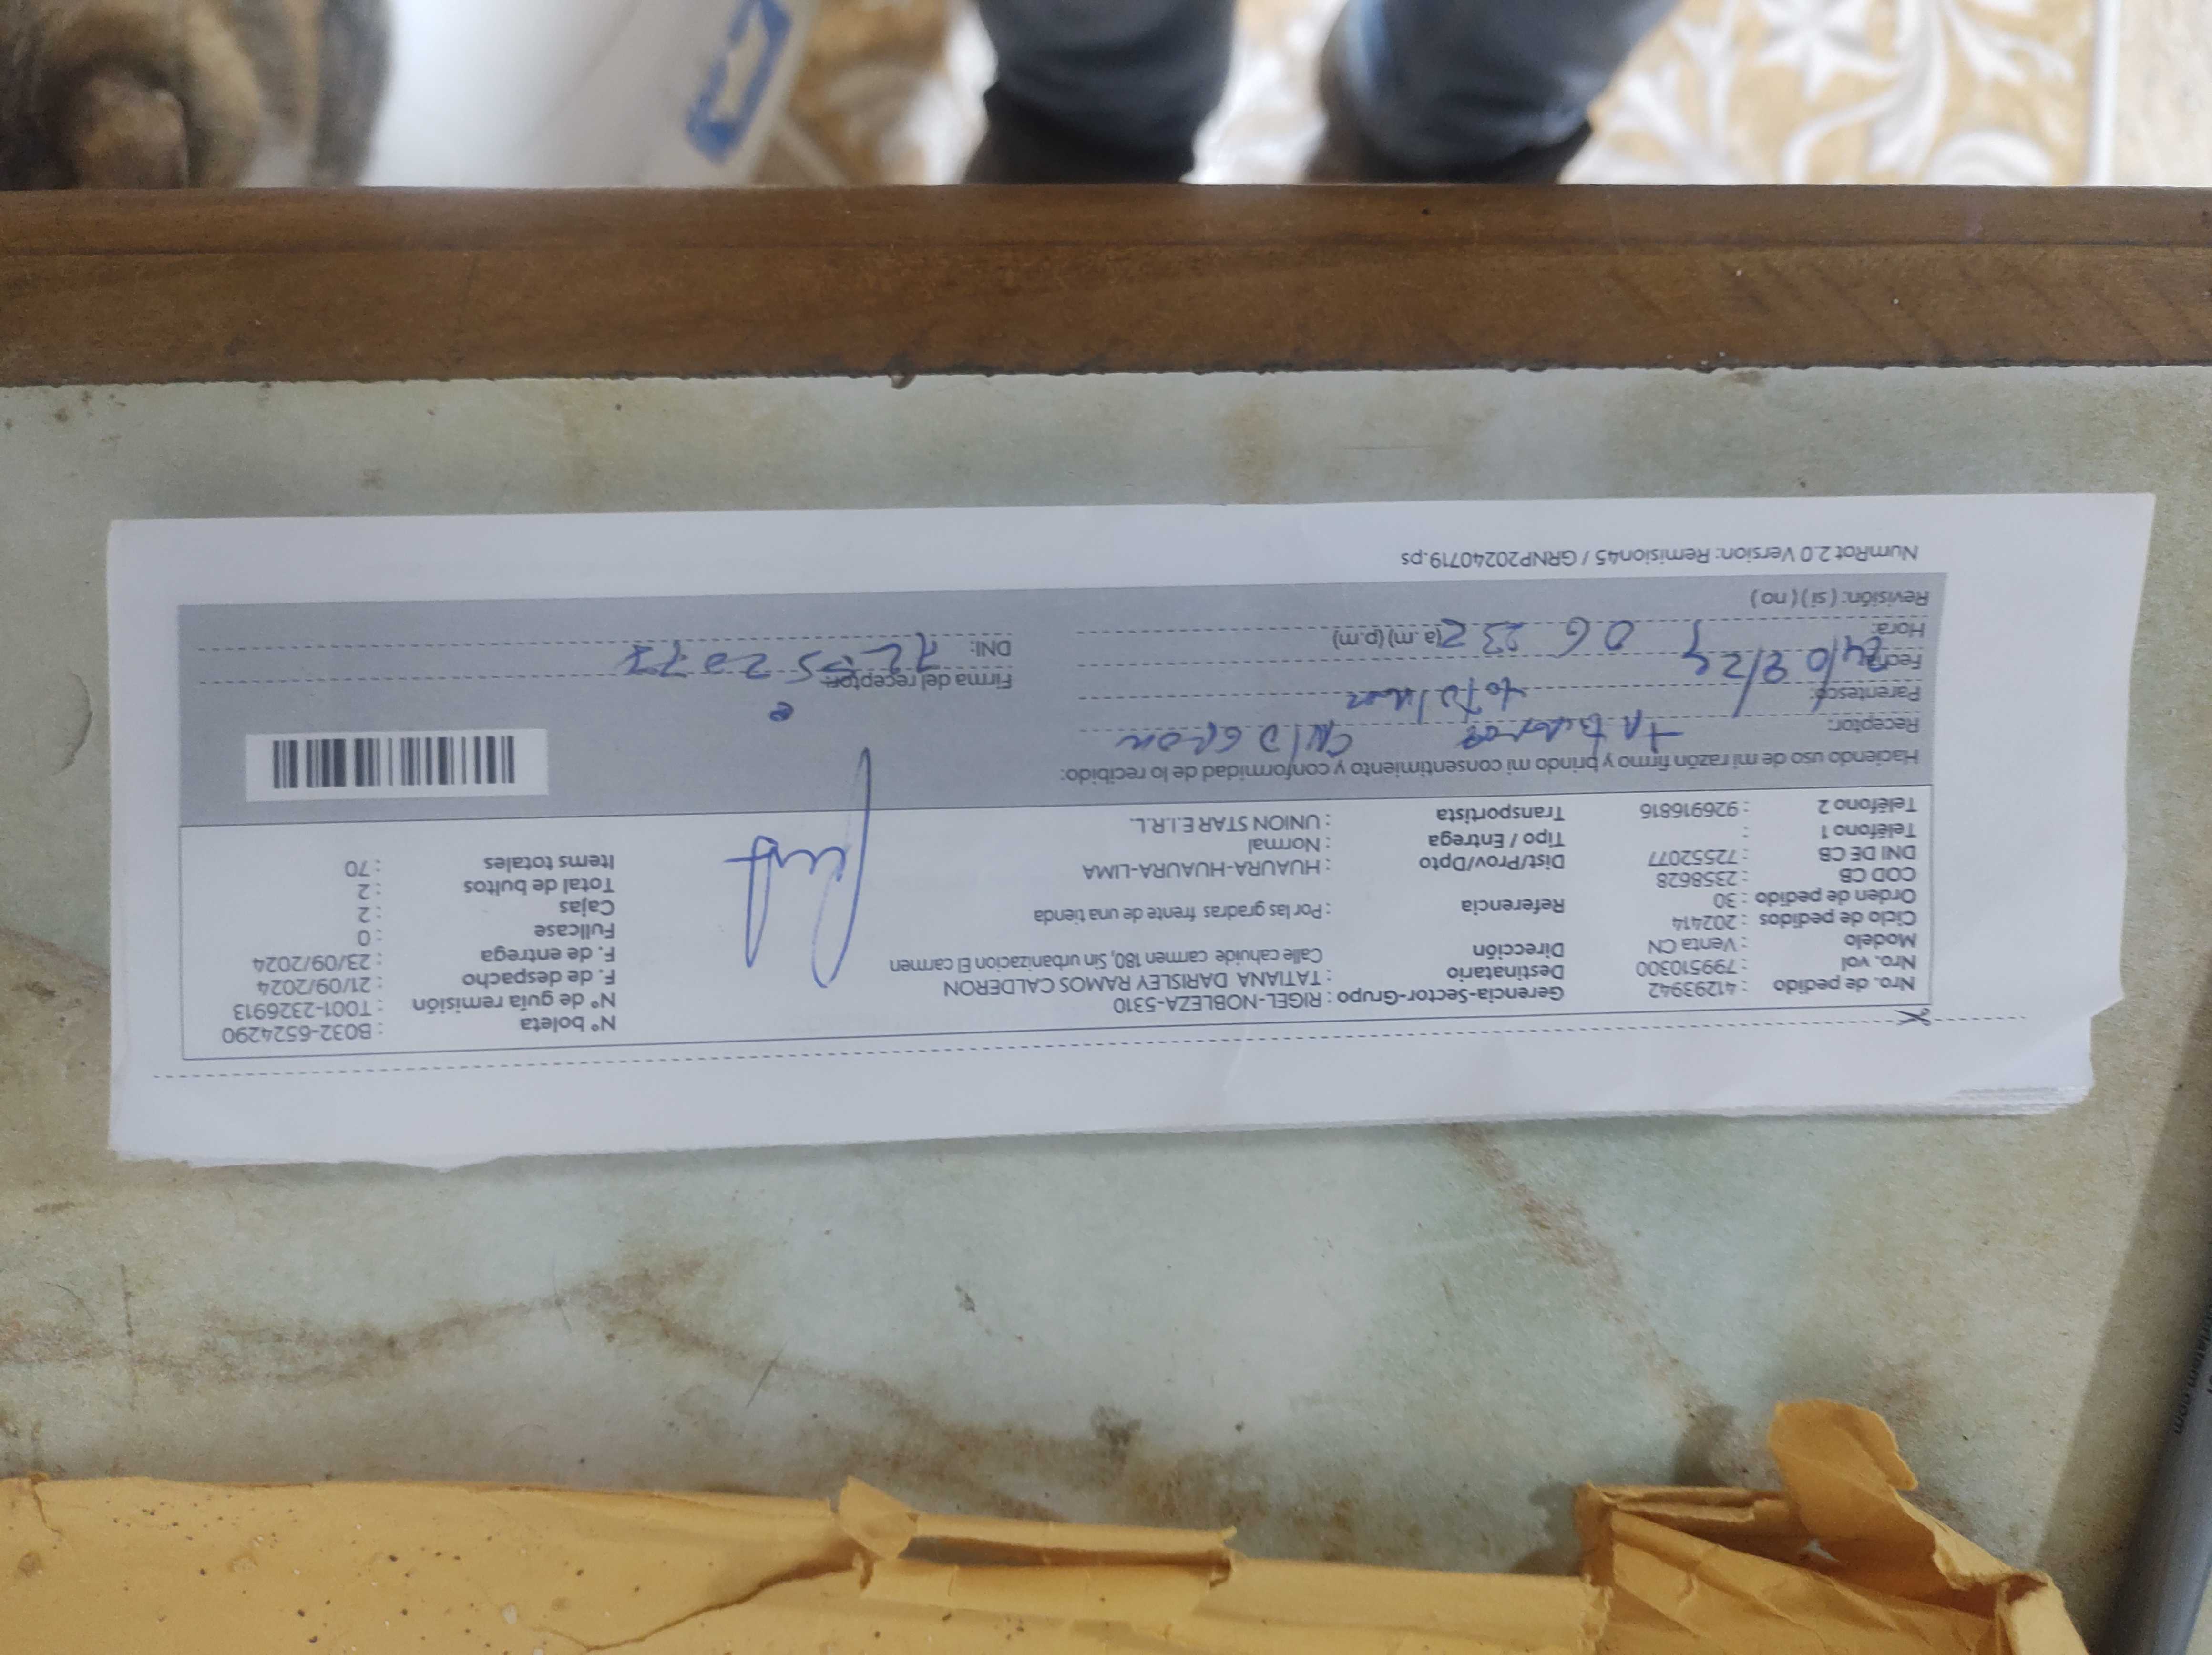 Nro. de pedido : 41293942 Gerencia-Sector-Grupo : RIGEL-NOBLEZA-5310 N° boleta : B032-6524290
Nro. vol : 799510300 Destinatario : TATIANA DARISLEY RAMOS CALDERON N° de guía remisión : T001-2326913
Modelo : Venta CN Dirección Calle cahuide carmen 180, Sin urbanizacion El carmen F. de despacho : 21/09/2024
Ciclo de pedidos : 202414 F. de entrega : 23/09/2024
Orden de pedido : 30 Referencia : Por las gradras frente de una tienda Fullcase : 0
COD CB : 2358628 Cajas : 2
DNI DE CB : 72552077 Dist/Prov/Dpto : HUAURA-HUAURA-LIMA Total de bultos : 2
Teléfono 1 : Tipo / Entrega : Normal Items totales : 70
Teléfono 2 : 926916816 Transportista : UNION STAR E.I.R.L.
Haciendo uso de mi razón firmo y brindo mi consentimiento y conformidad de lo recibido:
Receptor:
Parentesco:
Fecha: Firma del receptor:
Hora: (a.m) (p.m) DNI: 72552077
Revisión: ( si ) ( no )
NumRot 2.0 Version: Remision45 / GRNP20240719.ps